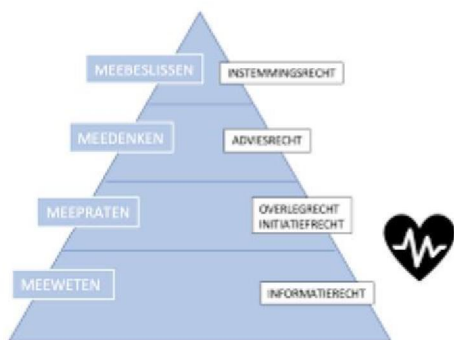 MEEBESLISSEN INSTEMMINGSRECHT
MEEDENKEN ADVIESRECHT
MEEPRATEN OVERLEGRECHT
INITIATIEFRECHT
MEEWETEN INFORMATIERECHT